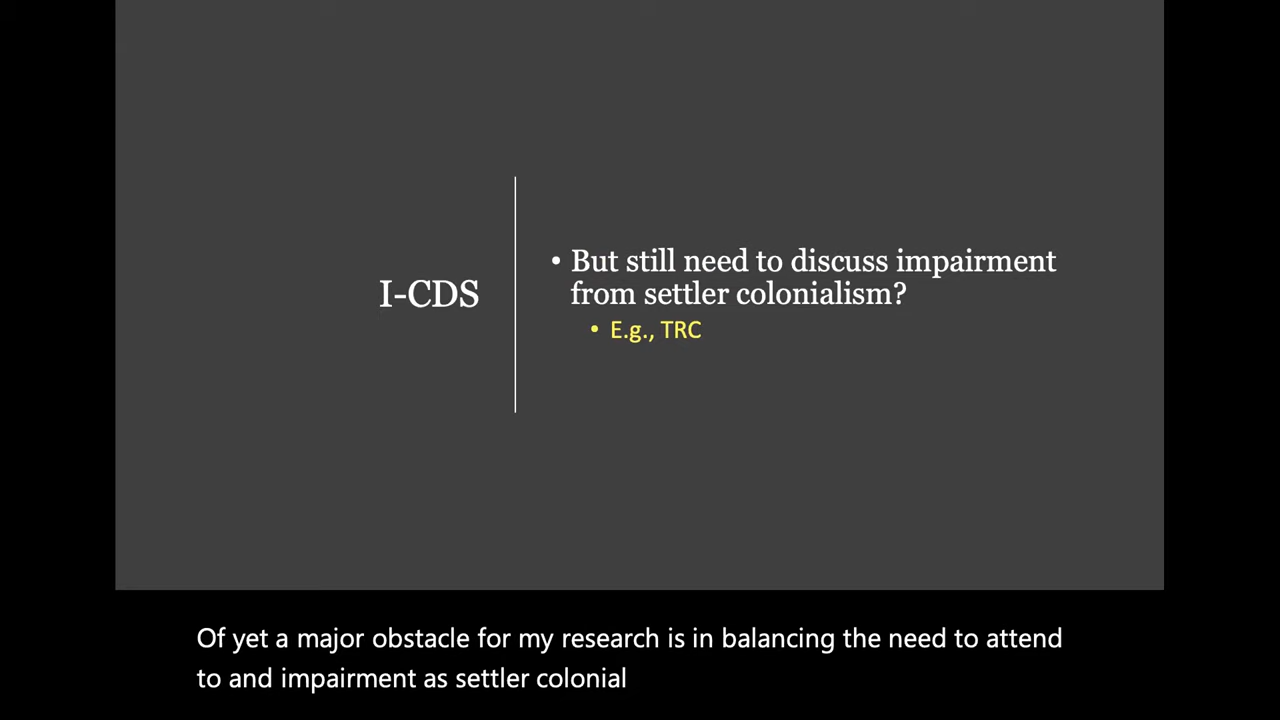 I-CDS
• But still need to discuss impairment
from settler colonialism?
• E.g., TRC
Of yet a major obstacle for my research is in balancing the need to attend
to and impairment as settler colonial